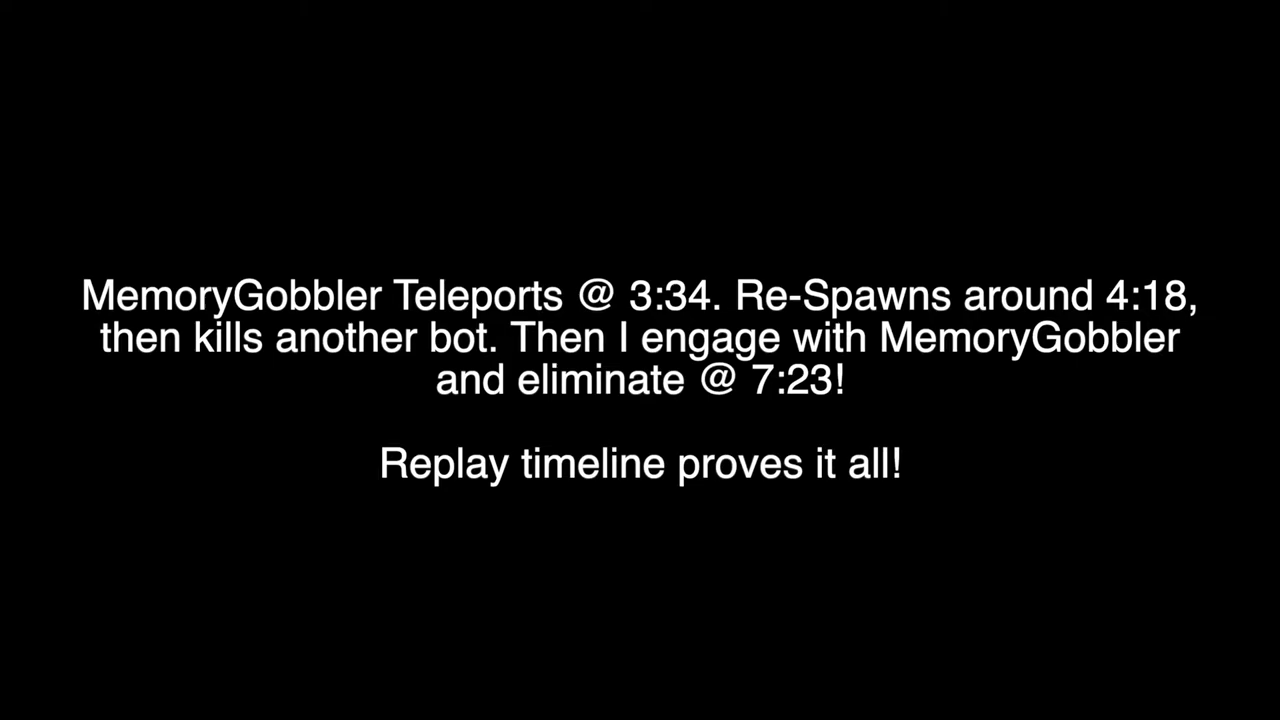 MemoryGobbler Teleports @ 3:34. Re-Spawns around 4:18,
then kills another bot. Then I engage with MemoryGobbler
and eliminate @ 7:23!
Replay timeline proves it all!